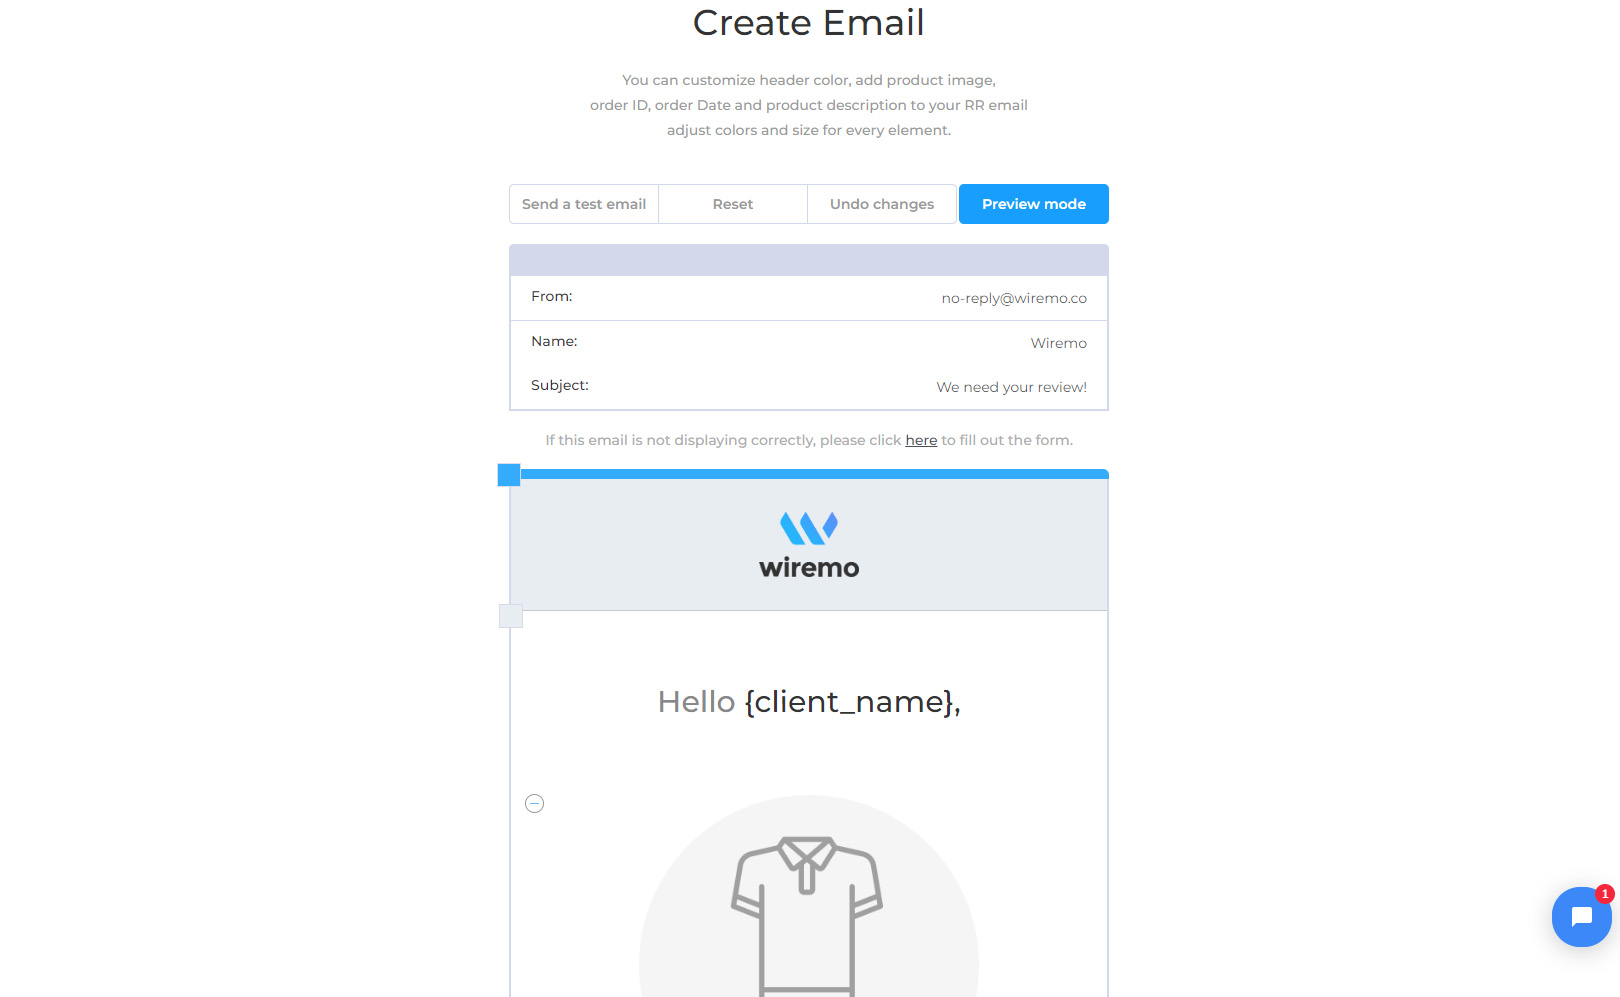 Create Email
You can customize header color, add product image,
order ID, order Date and product description to your RR email
adjust colors and size for every element.
Send a test email Reset Undo changes Preview mode
From: no-reply@wiremo.co
Name: Wiremo
Subject: We need your review!
If this email is not displaying correctly, please click here to fill out the form.
wiremo
Hello {client_name},
1